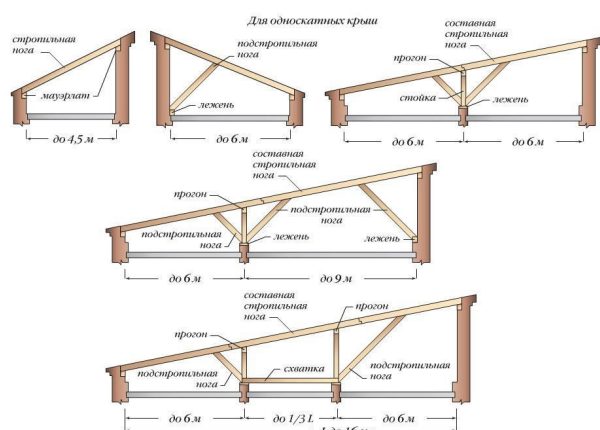 Для односкатных крыш
стропильная
нога
мауэрлат
до 4,5 м
подстропильная
нога
лежень
до 6 м
составная
стропильная
нога
прогон
стойка
лежень
до 6 м
до 6 м
составная
стропильная
нога
прогон
подстропильная
нога
подстропильная
нога
лежень
лежень
до 6 м
до 9 м
составная
стропильная
нога
прогон
прогон
схватка
подстропильная
нога
подстропильная
нога
до 6 м
до 1/3 L
до 6 м